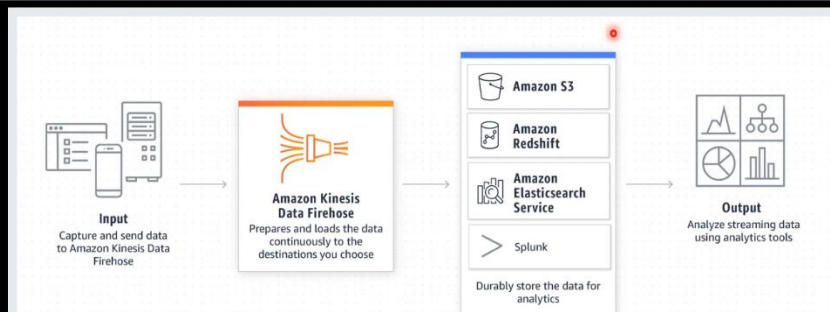 Input
Capture and send data
to Amazon Kinesis Data
Firehose
Amazon Kinesis
Data Firehose
Prepares and loads the data
continuously to the
destinations you choose
Amazon S3
Amazon
Redshift
Amazon
Elasticsearch
Service
Splunk
Durably store the data for
analytics
Output
Analyze streaming data
using analytics tools